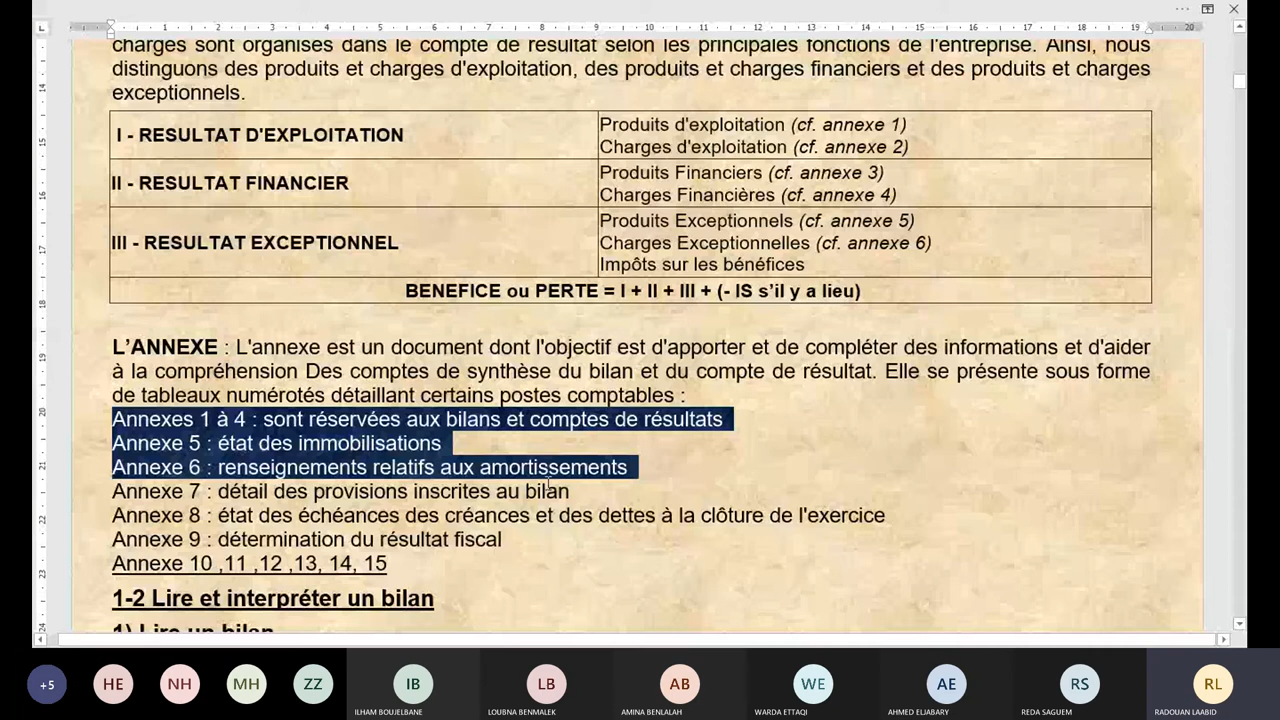 charges sont organisés dans le compte de résultat selon les principales fonctions de l'entreprise. Ainsi, nous
distinguons des produits et charges d'exploitation, des produits et charges financiers et des produits et charges
exceptionnels.
I - RESULTAT D'EXPLOITATION
Produits d'exploitation (cf. annexe 1)
Charges d'exploitation (cf. annexe 2)
II - RESULTAT FINANCIER
Produits Financiers (cf. annexe 3)
Charges Financières (cf. annexe 4)
III - RESULTAT EXCEPTIONNEL
Produits Exceptionnels (cf. annexe 5)
Charges Exceptionnelles (cf. annexe 6)
Impôts sur les bénéfices
BENEFICE ou PERTE = I + II + III + (- IS s'il y a lieu)
L'ANNEXE : L'annexe est un document dont l'objectif est d'apporter et de compléter des informations et d'aider
à la compréhension Des comptes de synthèse du bilan et du compte de résultat. Elle se présente sous forme
de tableaux numérotés détaillant certains postes comptables :
Annexes 1 à 4 : sont réservées aux bilans et comptes de résultats
Annexe 5 : état des immobilisations
Annexe 6 : renseignements relatifs aux amortissements
Annexe 7 : détail des provisions inscrites au bilan
Annexe 8 : état des échéances des créances et des dettes à la clôture de l'exercice
Annexe 9 : détermination du résultat fiscal
Annexe 10 ,11 ,12 ,13, 14, 15
1-2 Lire et interpréter un bilan
1) Lire un bilan
+5
HE
NH
MH
ZZ
IB
LB
AB
WE
AE
RS
RL
ILHAM BOUJELBANE
LOUBNA BENMALEK
AMINA BENLALAH
WARDA ETTAQI
AHMED ELJABARY
REDA SAGUEM
RADOUAN LAABID